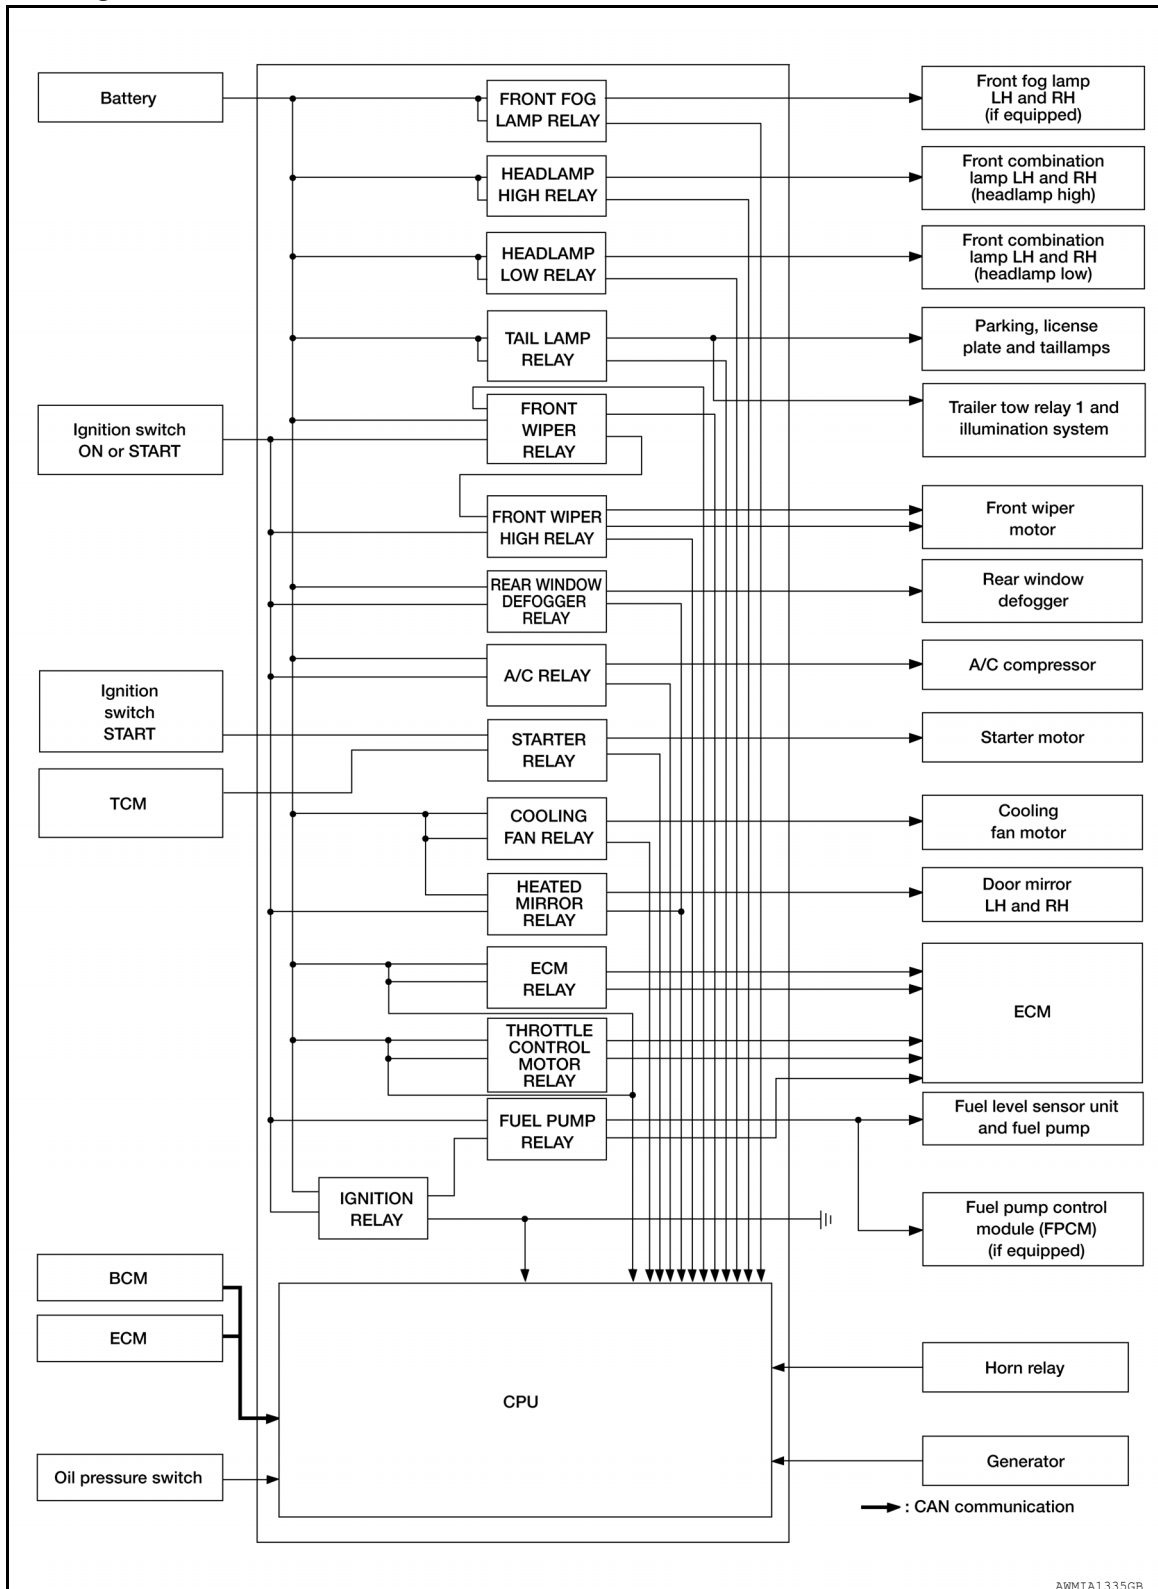 Battery
FRONT FOG
LAMP RELAY
Front fog lamp
LH and RH
(if equipped)
HEADLAMP
HIGH RELAY
Front combination
lamp LH and RH
(headlamp high)
HEADLAMP
LOW RELAY
Front combination
lamp LH and RH
(headlamp low)
TAIL LAMP
RELAY
Parking, license
plate and taillamps
Ignition switch
ON or START
FRONT
WIPER
RELAY
Trailer tow relay 1 and
illumination system
FRONT WIPER
HIGH RELAY
Front wiper
motor
REAR WINDOW
DEFOGGER
RELAY
Rear window
defogger
A/C RELAY
A/C compressor
Ignition
switch
START
STARTER
RELAY
Starter motor
TCM
COOLING
FAN RELAY
Cooling
fan motor
HEATED
MIRROR
RELAY
Door mirror
LH and RH
ECM
RELAY
ECM
THROTTLE
CONTROL
MOTOR
RELAY
FUEL PUMP
RELAY
Fuel level sensor unit
and fuel pump
IGNITION
RELAY
Fuel pump control
module (FPCM)
(if equipped)
BCM
ECM
CPU
Horn relay
Oil pressure switch
Generator
: CAN communication
AWMIA1335GB